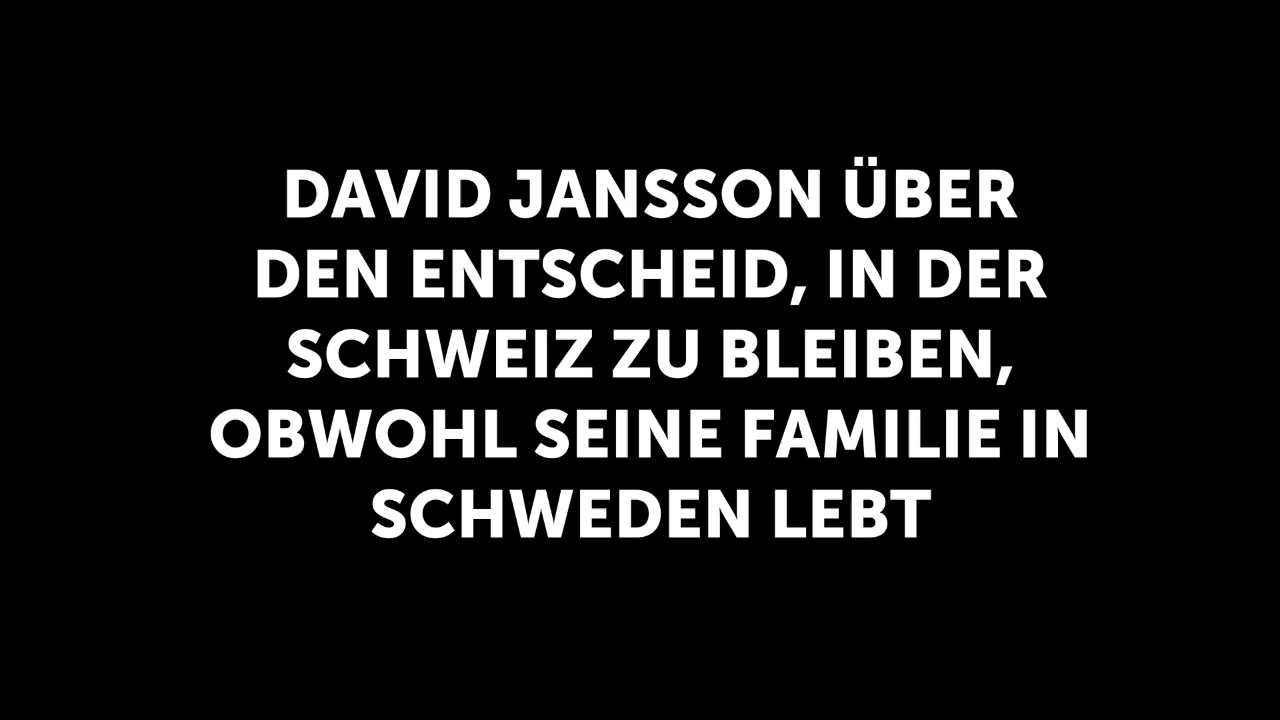 DAVID JANSSON ÜBER
DEN ENTSCHEID, IN DER
SCHWEIZ ZU BLEIBEN,
OBWOHL SEINE FAMILIE IN
SCHWEDEN LEBT